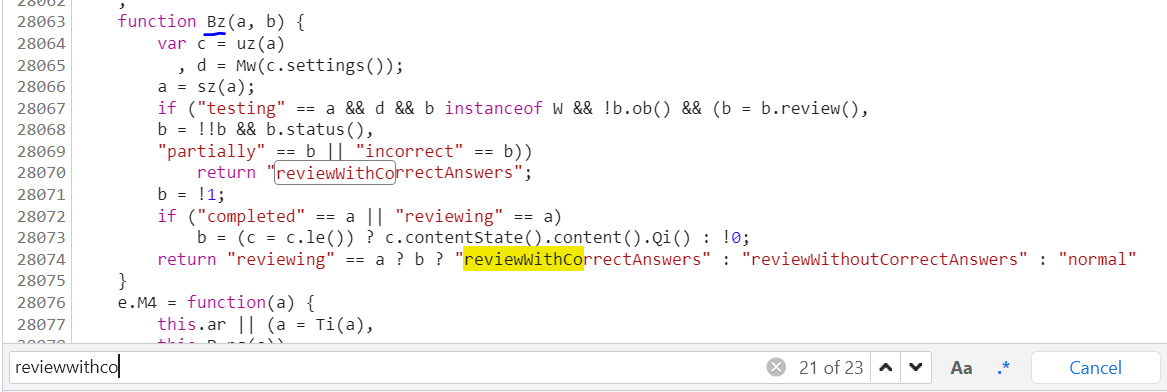 28062 ,
28063 function Bz(a, b) {
28064 var c = uz(a)
28065 , d = Mw(c.settings());
28066 a = sz(a);
28067 if ("testing" == a && d && b instanceof W && !b.ob() && (b = b.review(),
28068 b = !!b && b.status(),
28069 "partially" == b || "incorrect" == b))
28070 return "reviewWithCorrectAnswers";
28071 b = !1;
28072 if ("completed" == a || "reviewing" == a)
28073 b = (c = c.le()) ? c.contentState().content().Qi() : !0;
28074 return "reviewing" == a ? b ? "reviewWithCorrectAnswers" : "reviewWithoutCorrectAnswers" : "normal"
28075 }
28076 e.M4 = function(a) {
28077 this.ar || (a = Ti(a),
reviewwithco 21 of 23 Aa .* Cancel